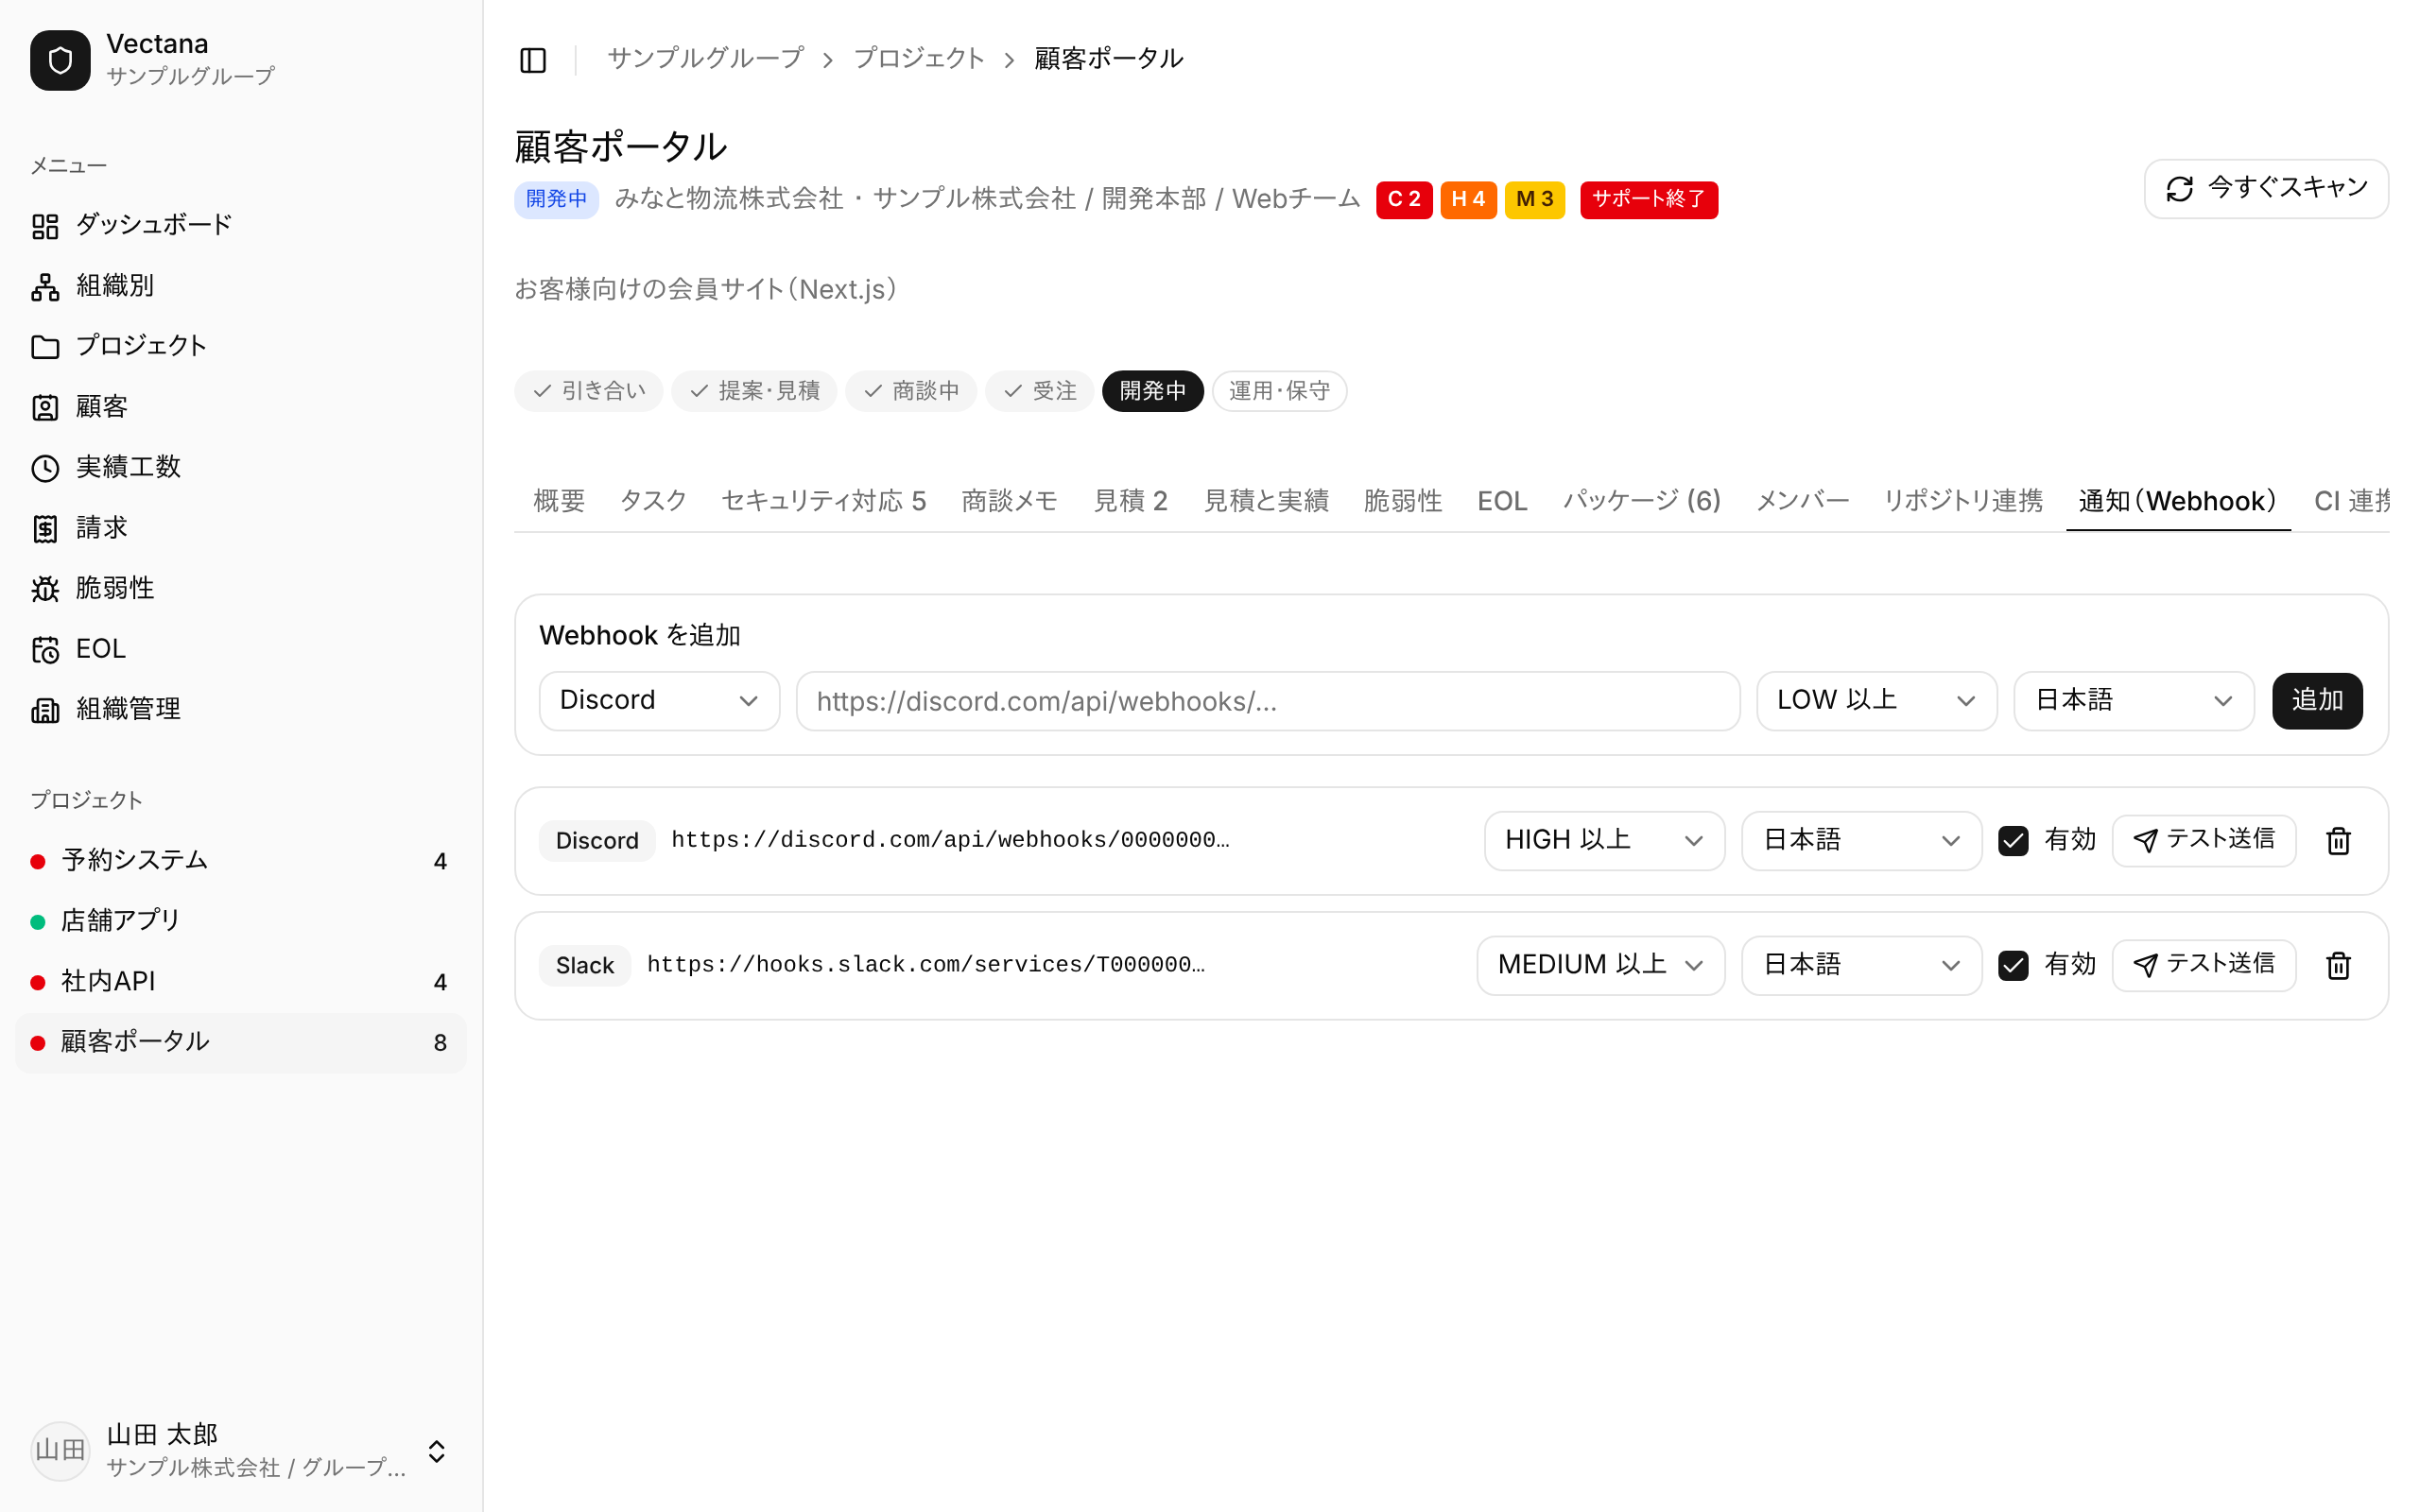 Vectana
サンプルグループ
メニュー
ダッシュボード
組織別
プロジェクト
顧客
実績工数
請求
脆弱性
EOL
組織管理
プロジェクト
予約システム 4
店舗アプリ
社内API 4
顧客ポータル 8
山田
山田 太郎
サンプル株式会社 / グループ...
サンプルグループ > プロジェクト > 顧客ポータル
顧客ポータル
開発中 みなと物流株式会社・サンプル株式会社 / 開発本部 / Webチーム C 2 H 4 M 3 サポート終了
今すぐスキャン
お客様向けの会員サイト（Next.js）
引き合い 提案・見積 商談中 受注 開発中 運用・保守
概要 タスク セキュリティ対応 5 商談メモ 見積 2 見積と実績 脆弱性 EOL パッケージ (6) メンバー リポジトリ連携 通知（Webhook） CI 連携
Webhook を追加
Discord https://discord.com/api/webhooks/... LOW 以上 日本語 追加
Discord https://discord.com/api/webhooks/0000000… HIGH 以上 日本語 有効 テスト送信
Slack https://hooks.slack.com/services/T000000… MEDIUM 以上 日本語 有効 テスト送信